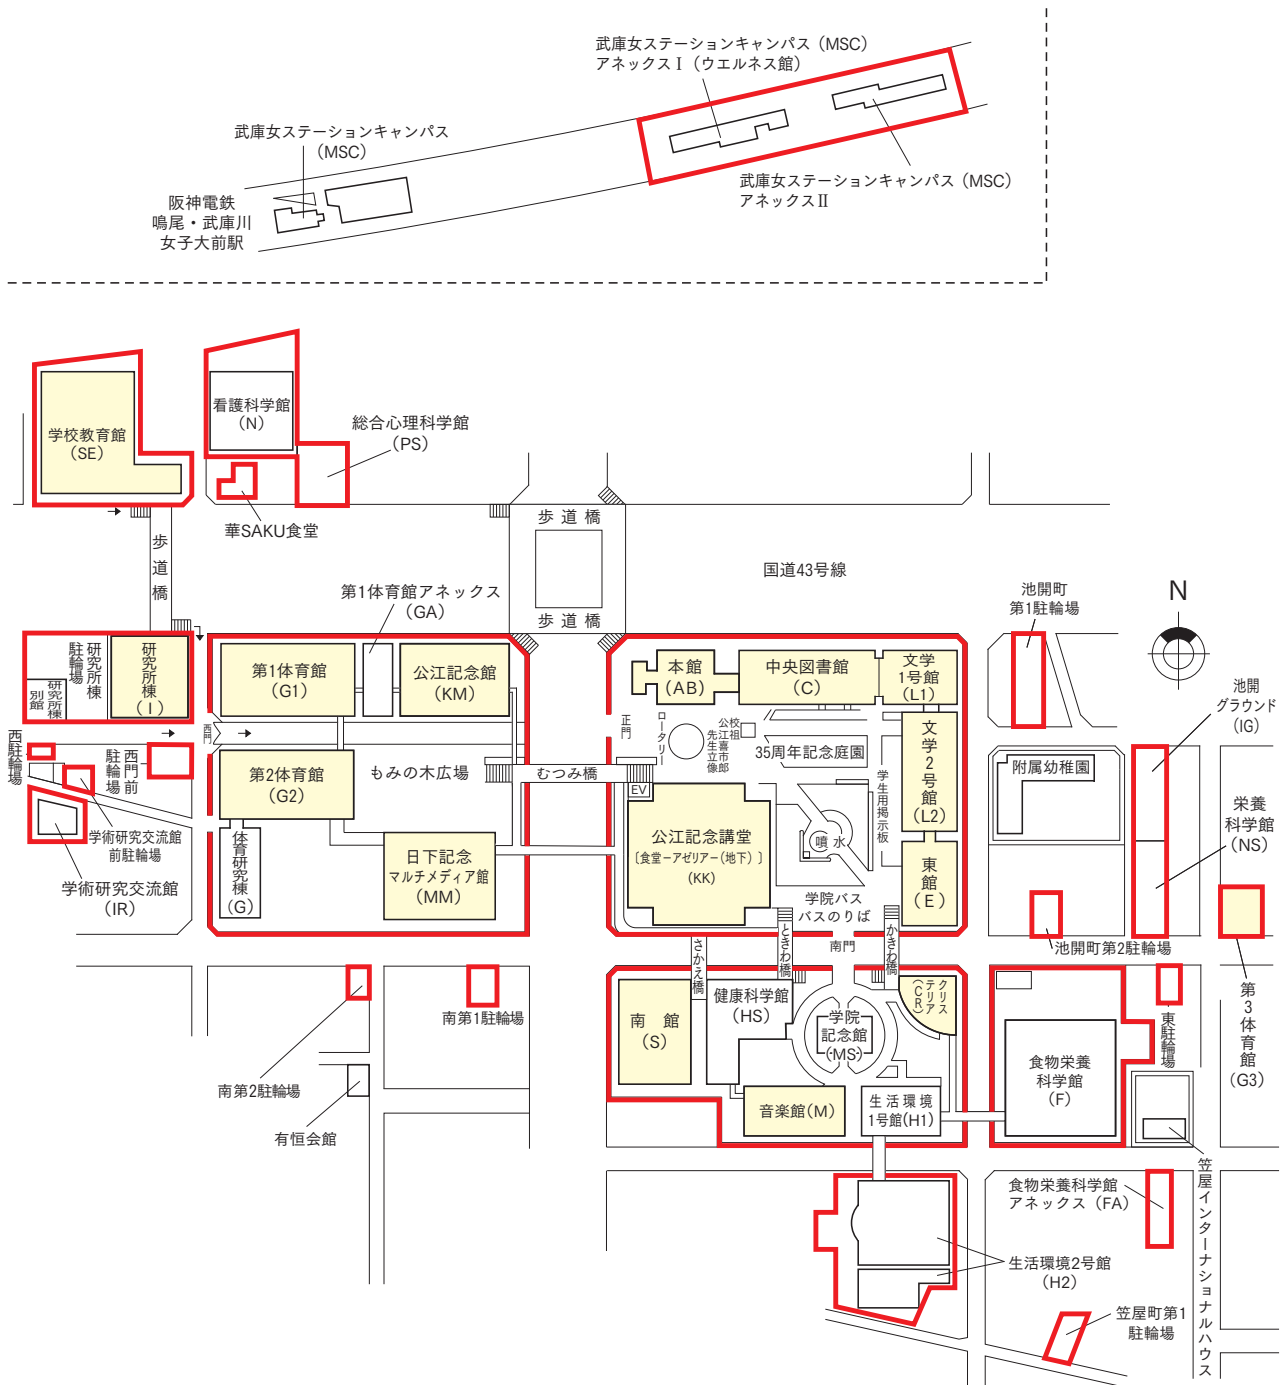 武庫女ステーションキャンパス（MSC）
アネックスⅠ（ウエルネス館）
武庫女ステーションキャンパス
（MSC）
武庫女ステーションキャンパス（MSC）
アネックスⅡ
阪神電鉄
鳴尾・武庫川
女子大前駅
学校教育館
（SE）
看護科学館
（N）
総合心理科学館
（PS）
華SAKU食堂
歩道橋
歩道橋
歩道橋
国道43号線
第1体育館アネックス
（GA）
池開町
第1駐輪場
N
研究所棟
駐輪場
研究所棟
別館
研究所棟
（I）
第1体育館
（G1）
公江記念館
（KM）
本館
（AB）
中央図書館
（C）
文学
1号館
（L1）
池開
グラウンド
（IG）
西駐輪場
西門前
駐輪場
西門
正門
ロータリー
校祖
公江喜市郎
先生立像
35周年記念庭園
文学2号館
（L2）
学生用掲示板
附属幼稚園
第2体育館
（G2）
もみの木広場
むつみ橋
EV
栄養
科学館
（NS）
学術研究交流館
前駐輪場
学術研究交流館
（IR）
体育研究棟
（G）
日下記念
マルチメディア館
（MM）
公江記念講堂
〔食堂－アゼリアー（地下）〕
（KK）
噴水
東館
（E）
学院バス
バスのりば
南門
さかえ橋
ときわ橋
かきわ橋
池開町第2駐輪場
第3体育館
（G3）
南第1駐輪場
南第2駐輪場
有恒会館
南館
（S）
健康科学館
（HS）
学院
記念館
（MS）
クリス
テリア
（CR）
音楽館（M）
生活環境
1号館（H1）
食物栄養
科学館
（F）
東駐輪場
食物栄養科学館
アネックス（FA）
笠屋インターナショナルハウス
生活環境2号館
（H2）
笠屋町第1
駐輪場